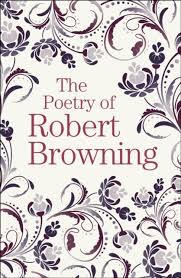 The
Poetry of
Robert
Browning